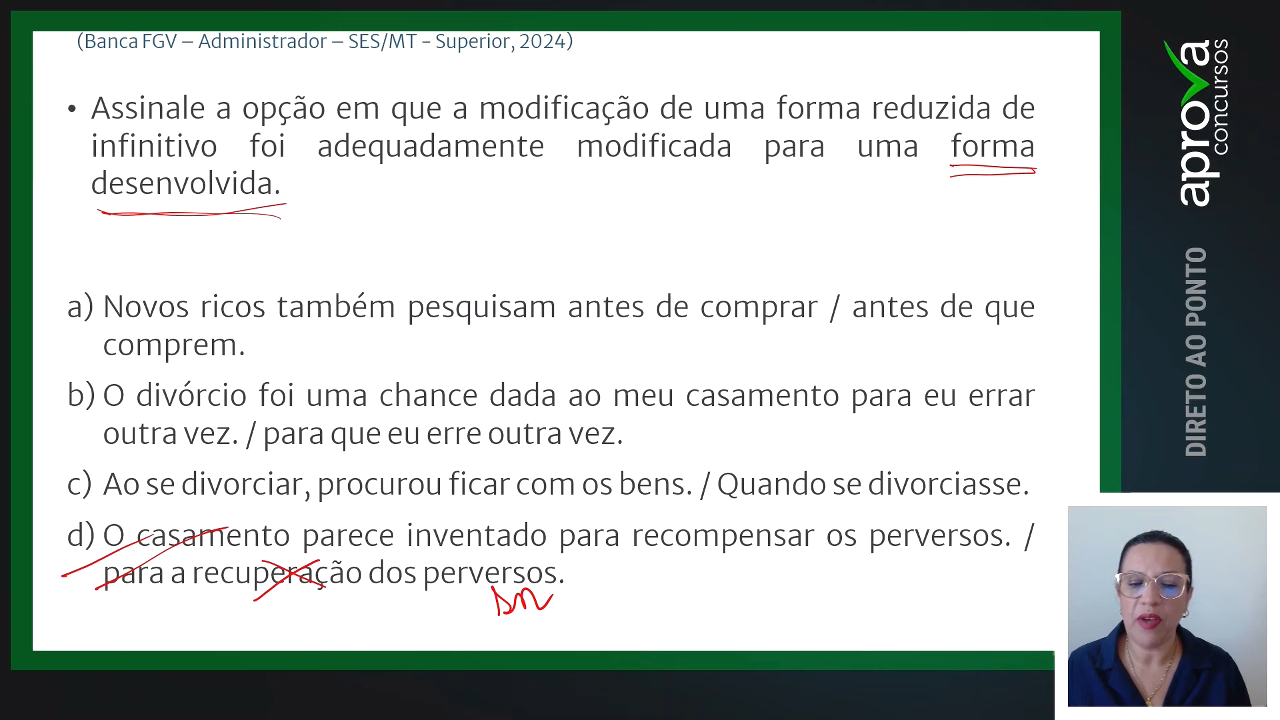 (Banca FGV – Administrador – SES/MT - Superior, 2024)
• Assinale a opção em que a modificação de uma forma reduzida de
infinitivo foi adequadamente modificada para uma forma
desenvolvida.
a) Novos ricos também pesquisam antes de comprar / antes de que
comprem.
b) O divórcio foi uma chance dada ao meu casamento para eu errar
outra vez. / para que eu erre outra vez.
c) Ao se divorciar, procurou ficar com os bens. / Quando se divorciasse.
d) O casamento parece inventado para recompensar os perversos. /
para a recuperação dos perversos.
aprova
concursos
DIRETO AO PONTO